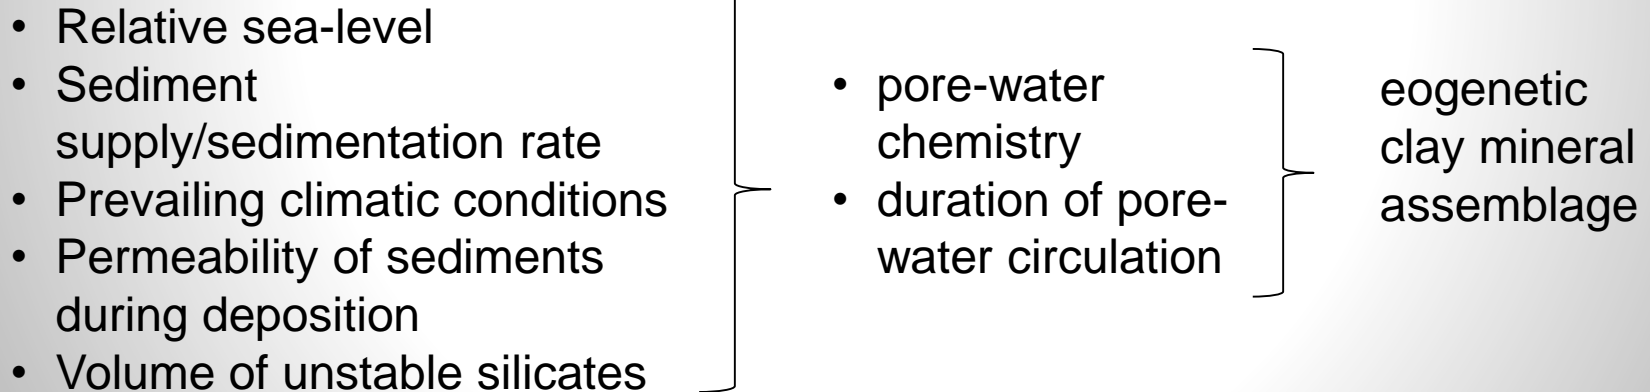 • Relative sea-level
• Sediment
supply/sedimentation rate
• Prevailing climatic conditions
• Permeability of sediments
during deposition
• Volume of unstable silicates
• pore-water
chemistry
• duration of pore-
water circulation
eogenetic
clay mineral
assemblage